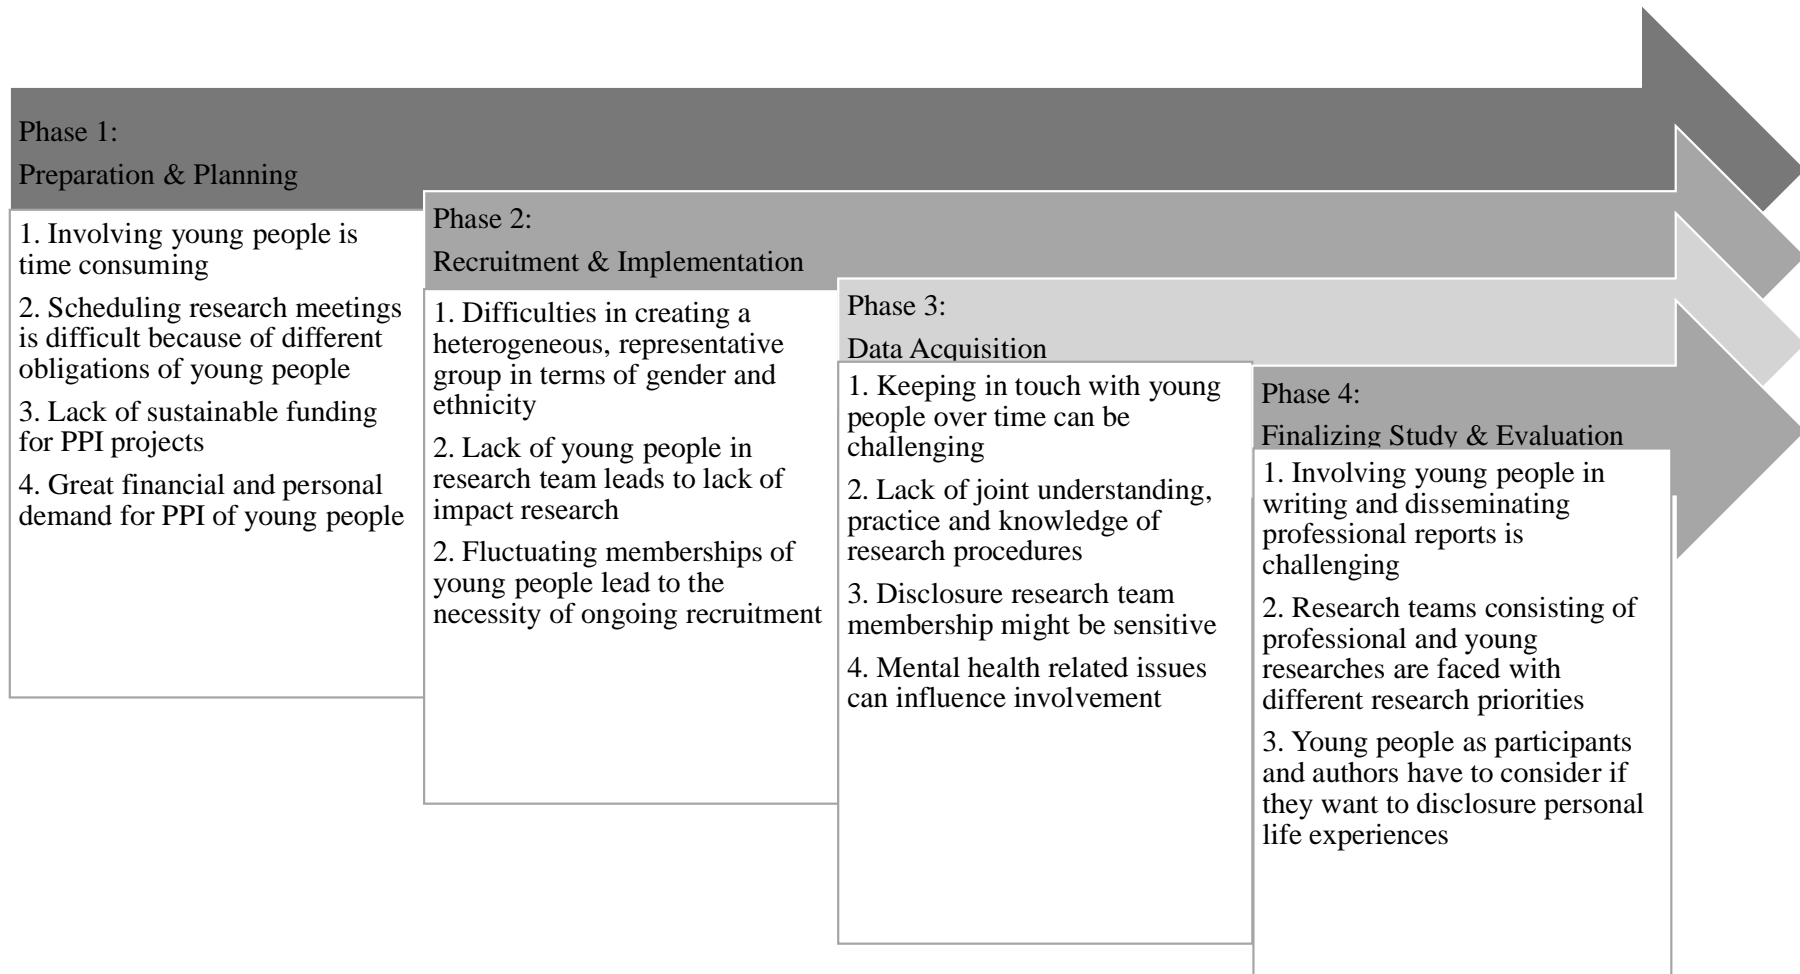 Phase 1:
Preparation & Planning
1. Involving young people is
time consuming
2. Scheduling research meetings
is difficult because of different
obligations of young people
3. Lack of sustainable funding
for PPI projects
4. Great financial and personal
demand for PPI of young people
Phase 2:
Recruitment & Implementation
1. Difficulties in creating a
heterogeneous, representative
group in terms of gender and
ethnicity
2. Lack of young people in
research team leads to lack of
impact research
2. Fluctuating memberships of
young people lead to the
necessity of ongoing recruitment
Phase 3:
Data Acquisition
1. Keeping in touch with young
people over time can be
challenging
2. Lack of joint understanding,
practice and knowledge of
research procedures
3. Disclosure research team
membership might be sensitive
4. Mental health related issues
can influence involvement
Phase 4:
Finalizing Study & Evaluation
1. Involving young people in
writing and disseminating
professional reports is
challenging
2. Research teams consisting of
professional and young
researches are faced with
different research priorities
3. Young people as participants
and authors have to consider if
they want to disclosure personal
life experiences